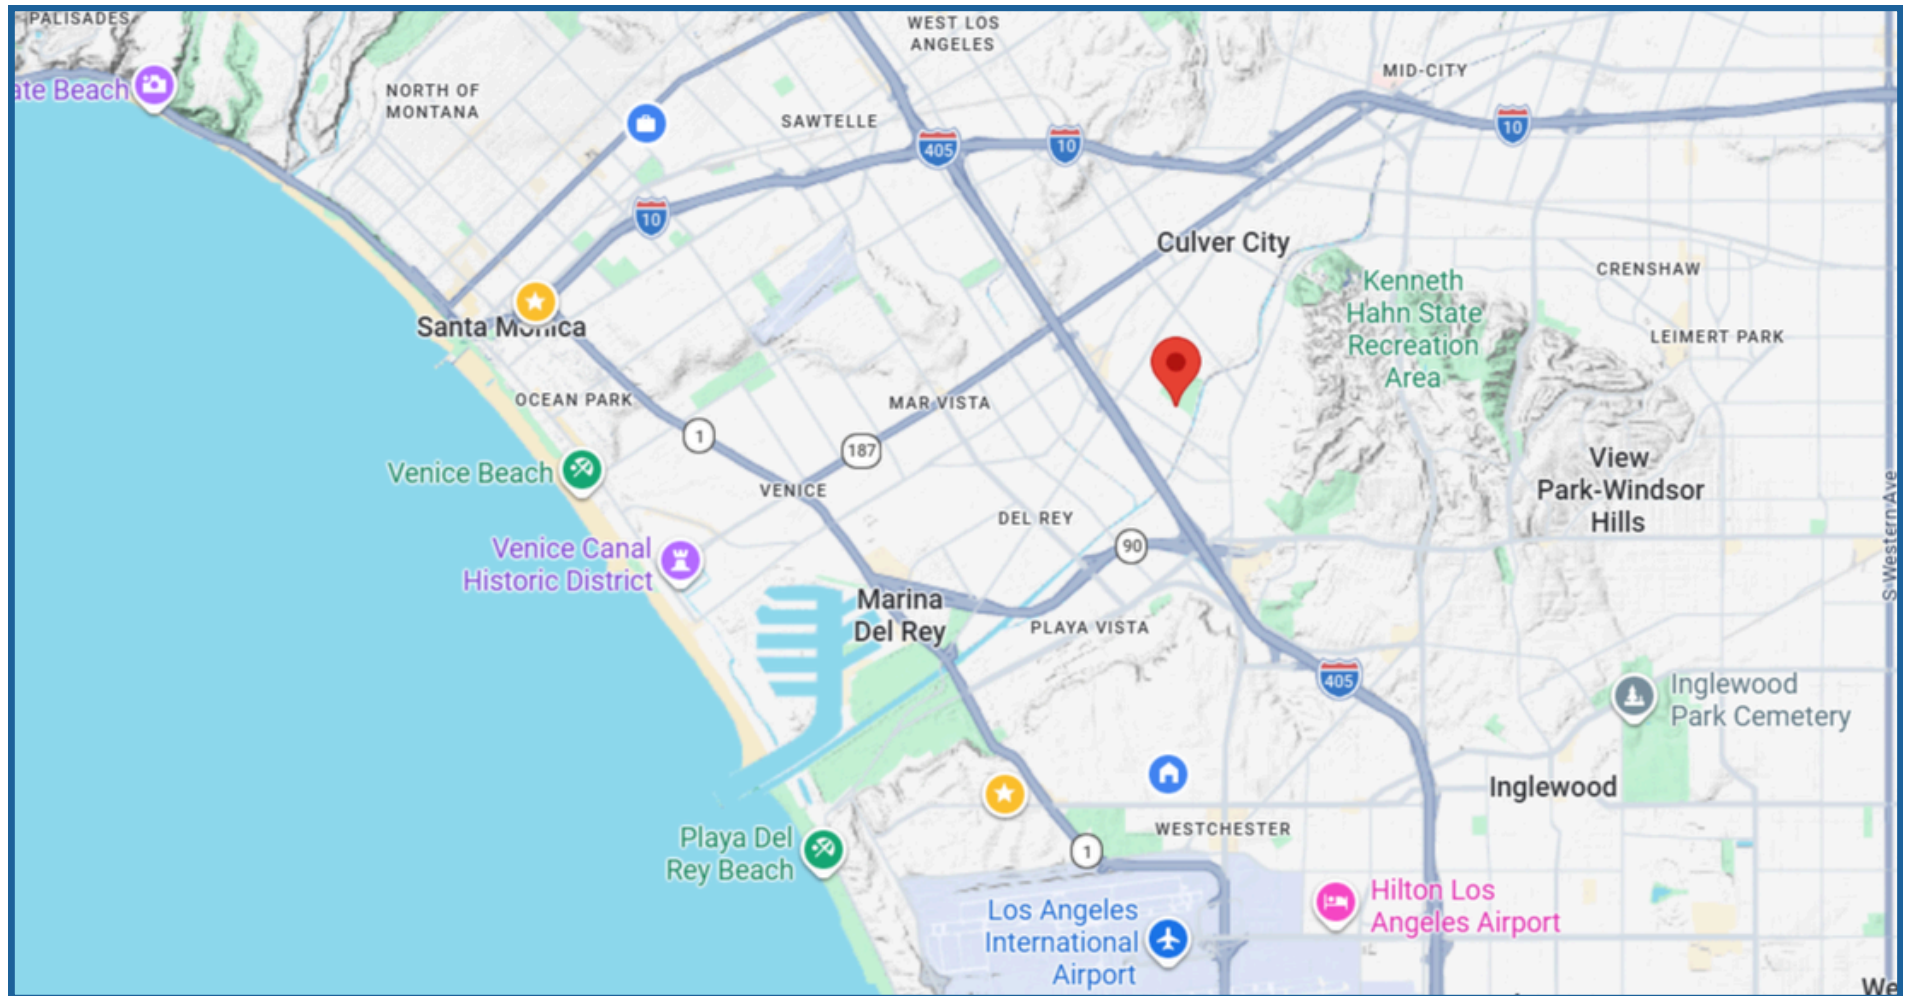 PALISADES
WEST LOS
ANGELES
MID-CITY
ate Beach
NORTH OF
MONTANA
SAWTELLE
405
10
10
10
Culver City
CRENSHAW
Kenneth
Hahn State
Recreation
Area
Santa Monica
LEIMERT PARK
OCEAN PARK
MAR VISTA
1
187
Venice Beach
VENICE
View
Park-Windsor
Hills
DEL REY
90
Venice Canal
Historic District
S Western Ave
Marina
Del Rey
PLAYA VISTA
405
Inglewood
Park Cemetery
Inglewood
WESTCHESTER
1
Playa Del
Rey Beach
Hilton Los
Angeles Airport
Los Angeles
International
Airport
We